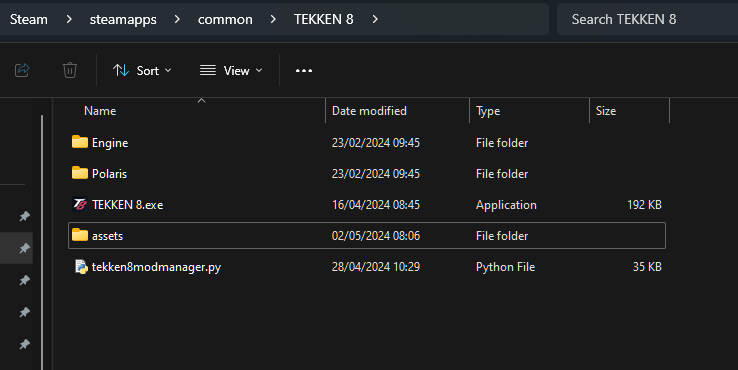 Steam > steamapps > common > TEKKEN 8 > Search TEKKEN 8
Sort View ...
Name Date modified Type Size
Engine 23/02/2024 09:45 File folder
Polaris 23/02/2024 09:45 File folder
TEKKEN 8.exe 16/04/2024 08:45 Application 192 KB
assets 02/05/2024 08:06 File folder
tekken8modmanager.py 28/04/2024 10:29 Python File 35 KB